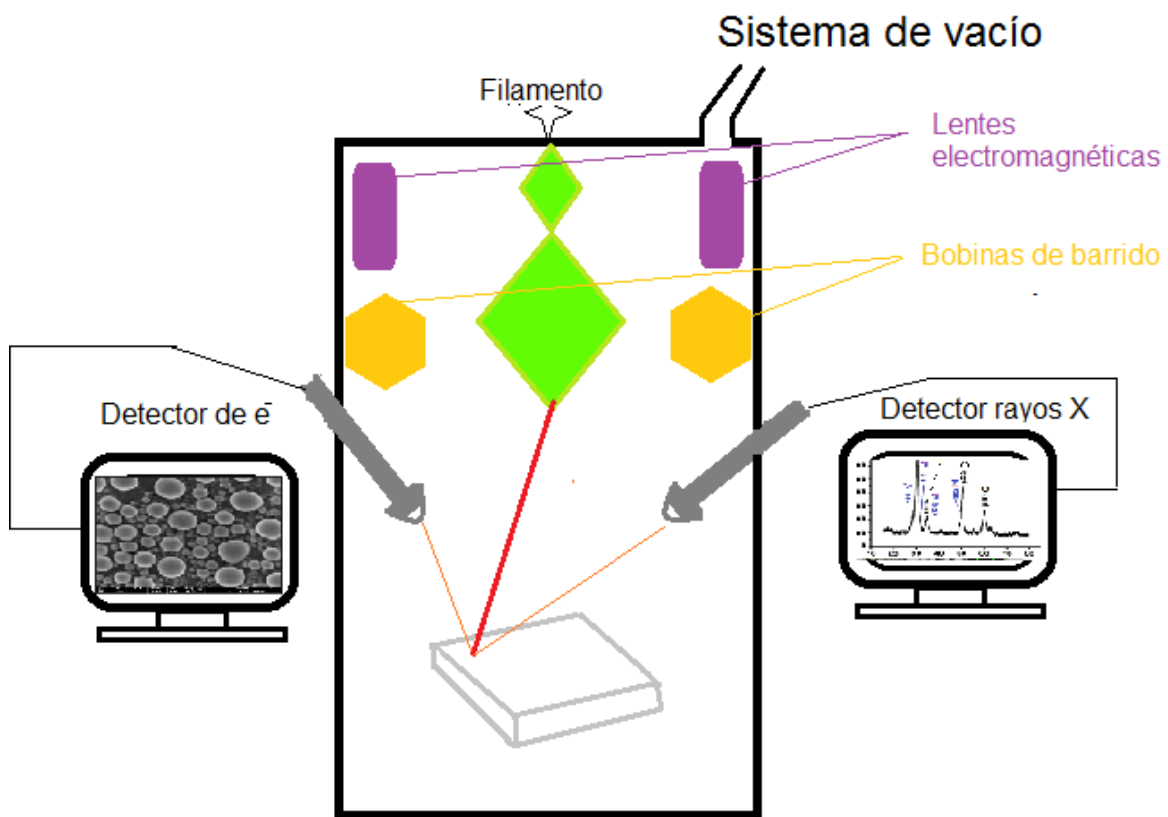 Sistema de vacío
Filamento
Lentes
electromagnéticas
Bobinas de barrido
Detector de e-
Detector rayos X